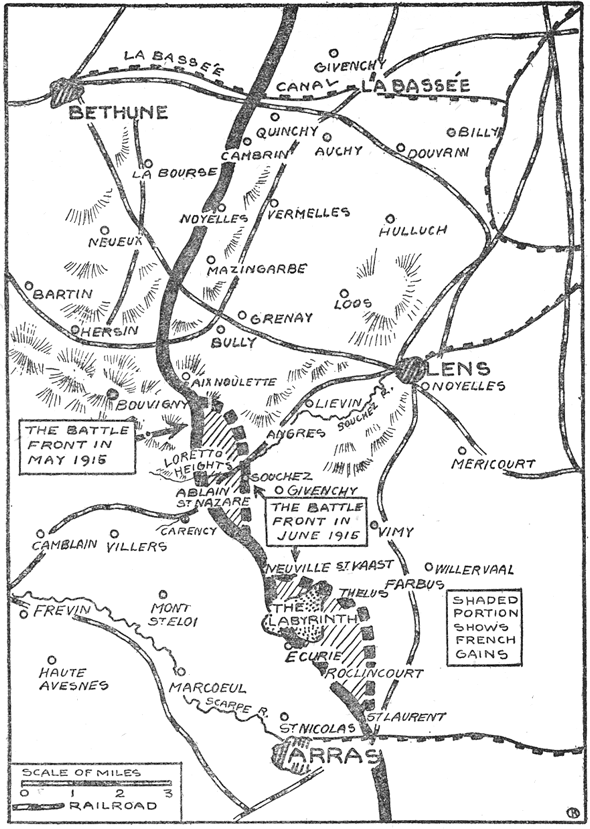 LA BASSÉE
GIVENCHY
CANAL
LA BASSÉE
BETHUNE
QUINCHY
BILLY
CAMBRIN
AUCHY
DOUVRIN
LA BOURSE
NOYELLES
VERMELLES
NEUEUX
HULLUCH
MAZINGARBE
BARTIN
LOOS
HERSIN
GRENAY
BULLY
LENS
AIX NOULETTE
NOYELLES
BOUVIGNY
LIEVIN
SOUCHEZ R.
THE BATTLE
FRONT IN
MAY 1915
ANGRES
LORETTO
HEIGHTS
MERICOURT
SOUCHEZ
ABLAIN
ST NAZARE
GIVENCHY
THE BATTLE
FRONT IN
JUNE 1915
CARENCY
VIMY
CAMBLAIN
VILLERS
NEUVILLE ST. VAAST
WILLERVAAL
FARBUS
THELUS
FREVIN
MONT
ST ELOI
THE
LABYRINTH
SHADED
PORTION
SHOWS
FRENCH
GAINS
ECURIE
HAUTE
AVESNES
ROCLINCOURT
MARCOEUL
SCARPE R.
ST LAURENT
ST NICOLAS
ARRAS
SCALE OF MILES
0 1 2 3
RAILROAD